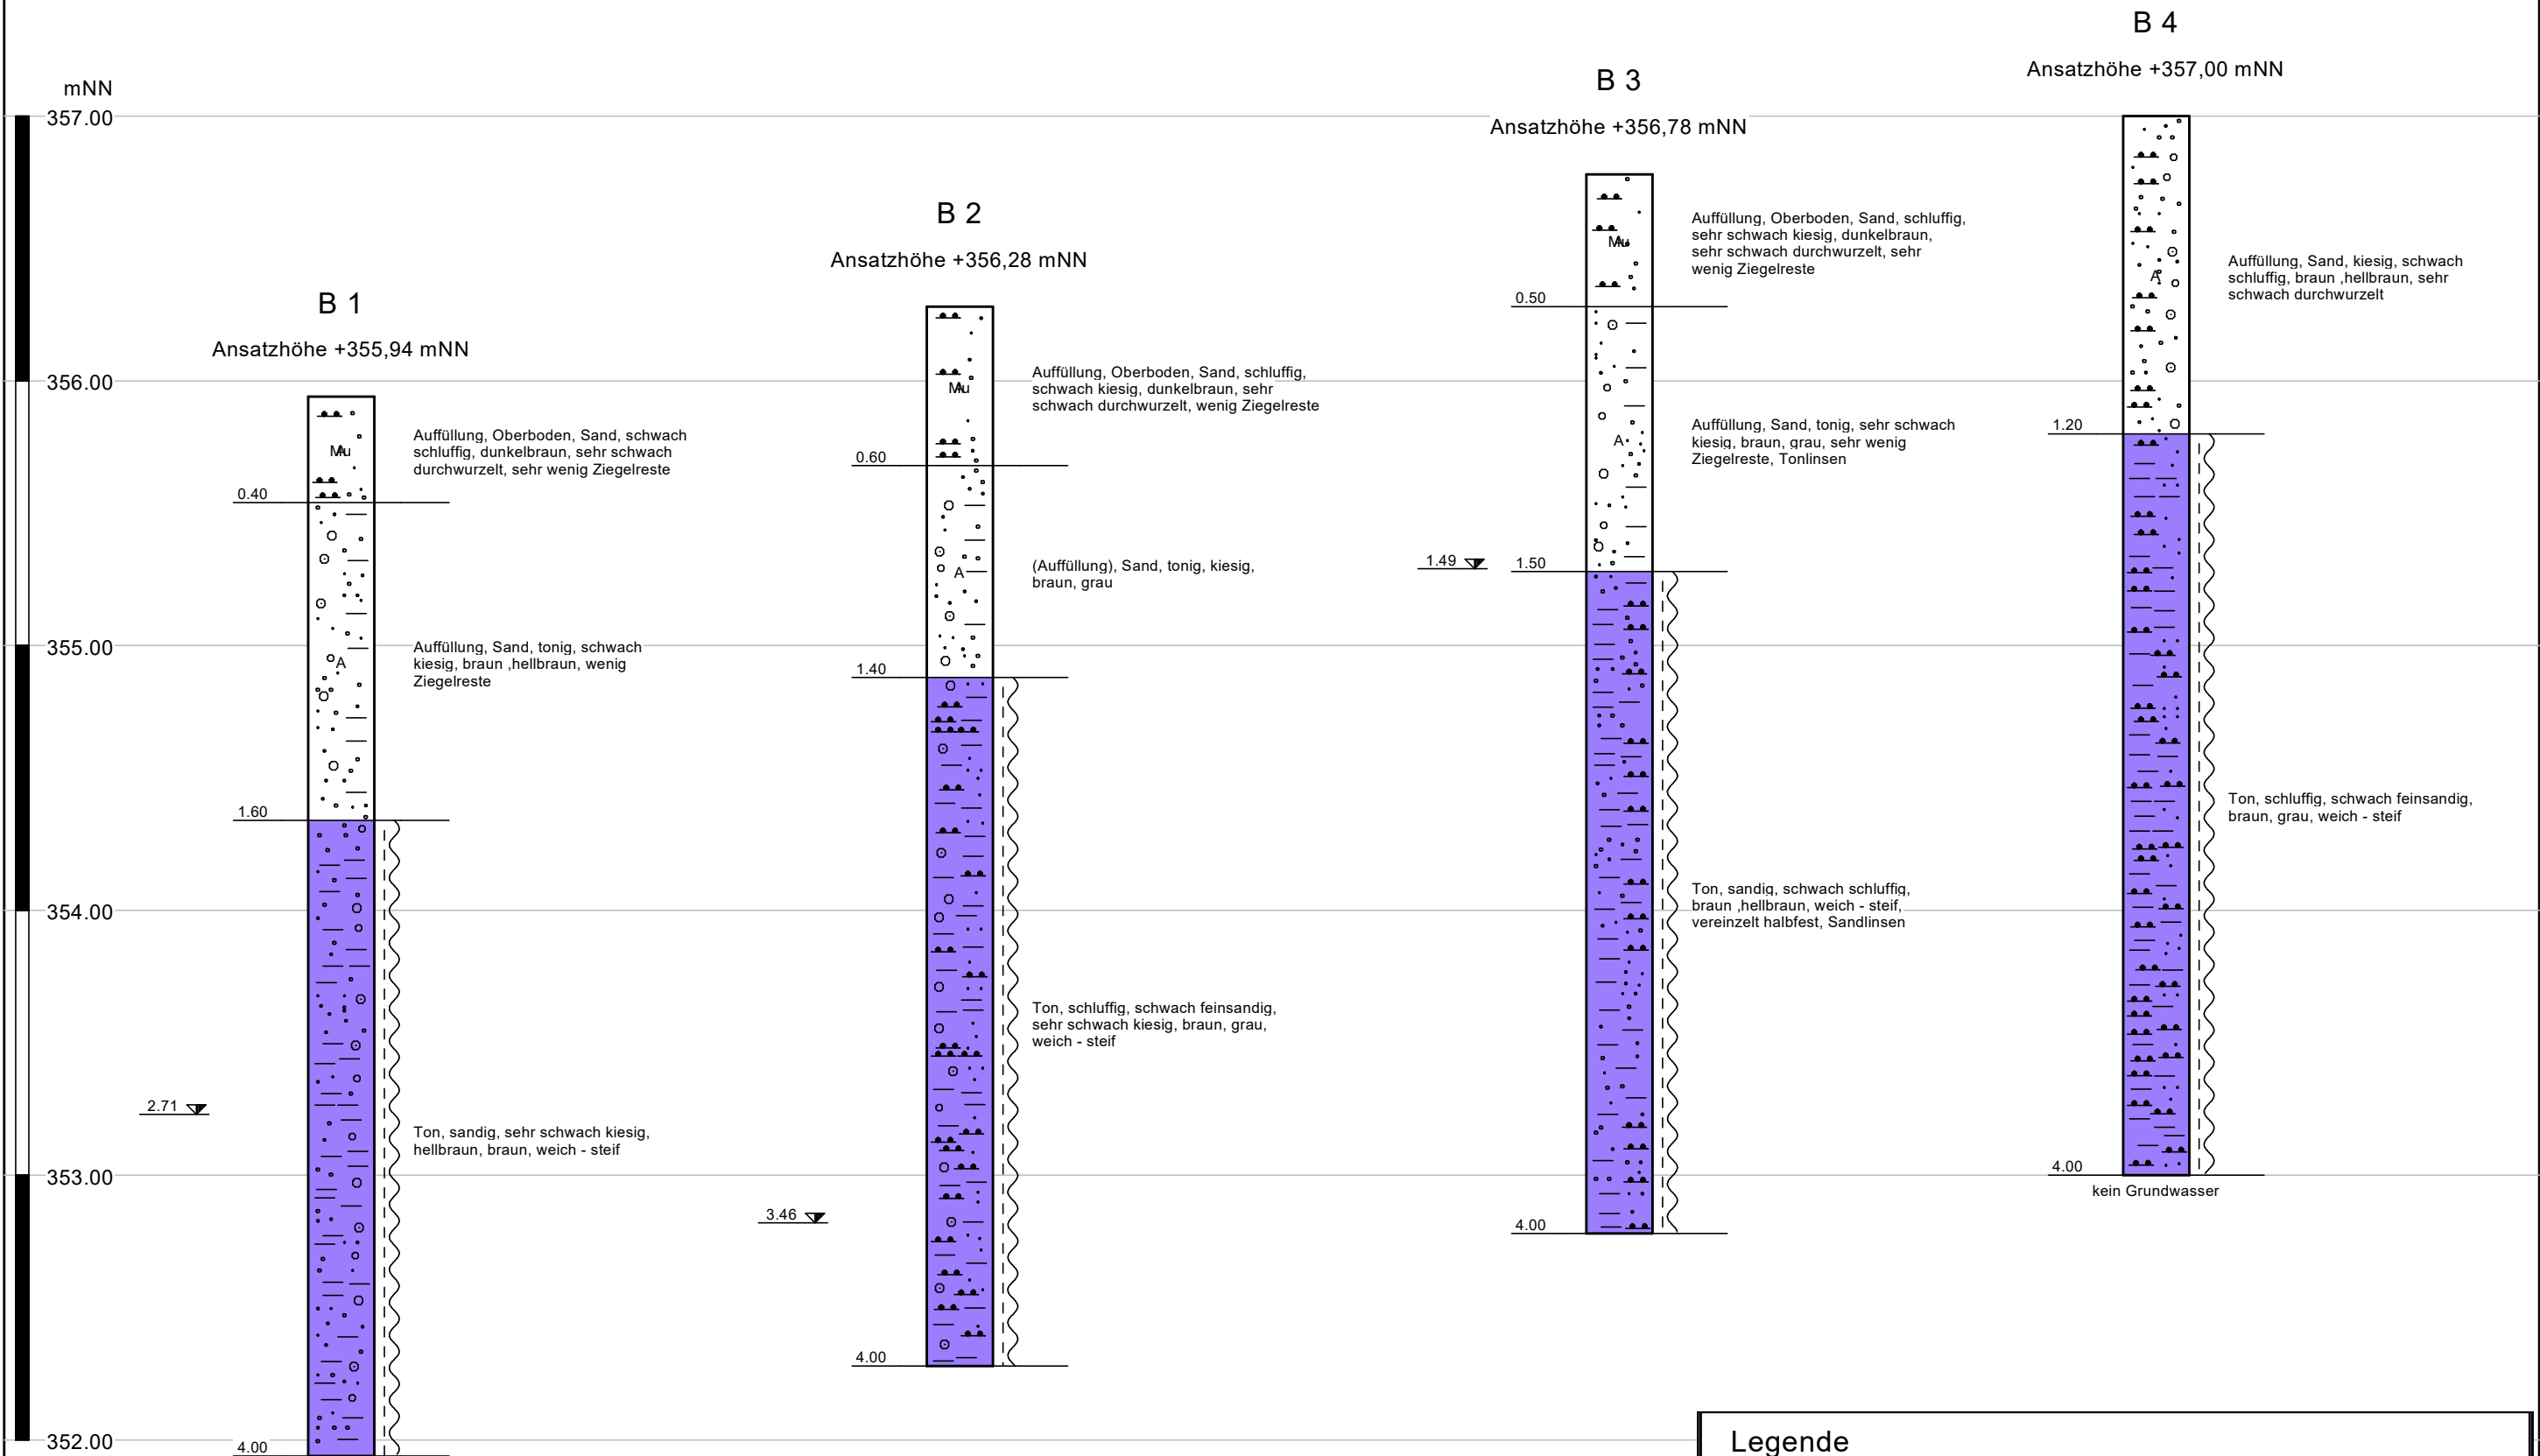 B 4
Ansatzhöhe +357,00 mNN
B 3
Ansatzhöhe +356,78 mNN
mNN
357.00
B 2
Ansatzhöhe +356,28 mNN
B 1
Ansatzhöhe +355,94 mNN
356.00
355.00
354.00
353.00
352.00
Auffüllung, Oberboden, Sand, schwach
schluffig, dunkelbraun, sehr schwach
durchwurzelt, sehr wenig Ziegelreste
0.40
Auffüllung, Sand, tonig, schwach
kiesig, braun ,hellbraun, wenig
Ziegelreste
A
1.60
2.71
Ton, sandig, sehr schwach kiesig,
hellbraun, braun, weich - steif
4.00
Auffüllung, Oberboden, Sand, schluffig,
schwach kiesig, dunkelbraun, sehr
schwach durchwurzelt, wenig Ziegelreste
0.60
(Auffüllung), Sand, tonig, kiesig,
braun, grau
A
1.40
Ton, schluffig, schwach feinsandig,
sehr schwach kiesig, braun, grau,
weich - steif
3.46
4.00
Auffüllung, Oberboden, Sand, schluffig,
sehr schwach kiesig, dunkelbraun,
sehr schwach durchwurzelt, sehr
wenig Ziegelreste
0.50
Auffüllung, Sand, tonig, sehr schwach
kiesig, braun, grau, sehr wenig
Ziegelreste, Tonlinsen
A
1.49
1.50
Ton, sandig, schwach schluffig,
braun ,hellbraun, weich - steif,
vereinzelt halbfest, Sandlinsen
4.00
Auffüllung, Sand, kiesig, schwach
schluffig, braun ,hellbraun, sehr
schwach durchwurzelt
A
1.20
Ton, schluffig, schwach feinsandig,
braun, grau, weich - steif
4.00
kein Grundwasser
Legende